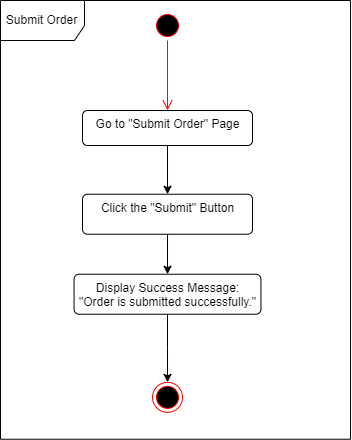 Submit Order
Go to "Submit Order" Page
Click the "Submit" Button
Display Success Message:
"Order is submitted successfully."